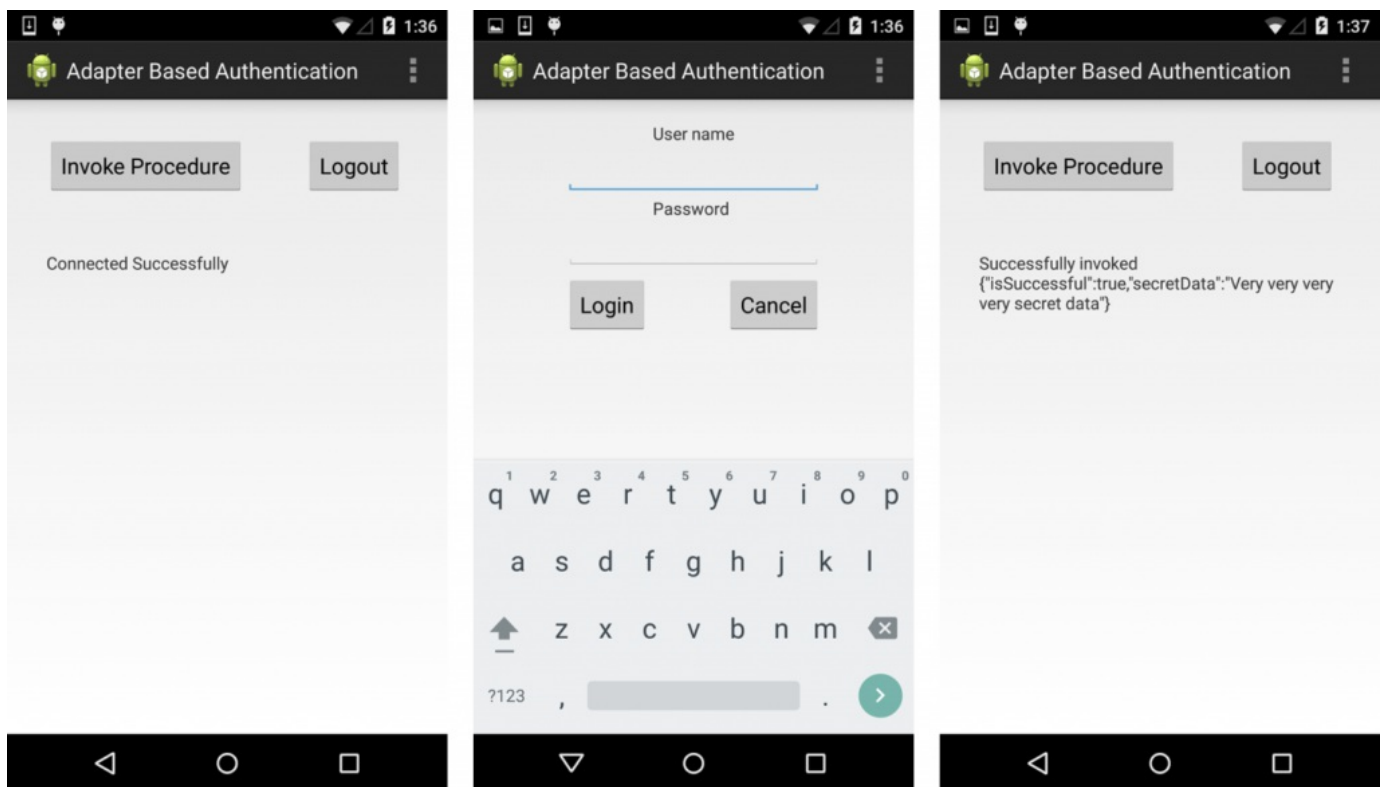 1:36
Adapter Based Authentication
Invoke Procedure
Logout
Connected Successfully
1:36
Adapter Based Authentication
User name
Password
Login
Cancel
1 2 3 4 5 6 7 8 9 0
q w e r t y u i o p
a s d f g h j k l
z x c v b n m
?123 , .
1:37
Adapter Based Authentication
Invoke Procedure
Logout
Successfully invoked
{"isSuccessful":true,"secretData":"Very very very
very secret data"}